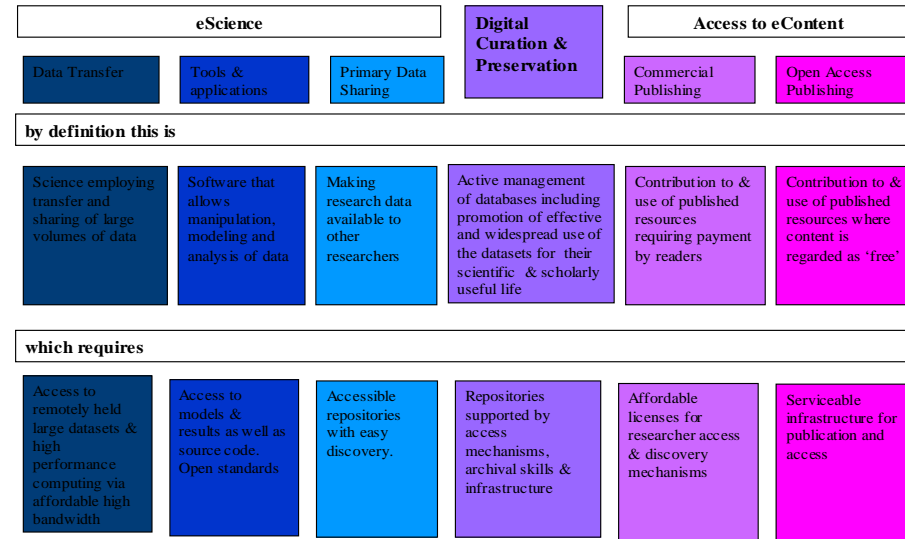 eScience
Digital
Curation &
Preservation
Access to eContent
Data Transfer
Tools &
applications
Primary Data
Sharing
Commercial
Publishing
Open Access
Publishing
by definition this is
Science employing
transfer and
sharing of large
volumes of data
Software that
allows
manipulation,
modeling and
analysis of data
Making
research data
available to
other
researchers
Active management
of databases including
promotion of effective
and widespread use of
the datasets for their
scientific & scholarly
useful life
Contribution to &
use of published
resources
requiring payment
by readers
Contribution to &
use of published
resources where
content is
regarded as ‘free’
which requires
Access to
remotely held
large datasets &
high
performance
computing via
affordable high
bandwidth
Access to
models &
results as well as
source code.
Open standards
Accessible
repositories
with easy
discovery.
Repositories
supported by
access
mechanisms,
archival skills &
infrastructure
Affordable
licenses for
researcher access
& discovery
mechanisms
Serviceable
infrastructure for
publication and
access